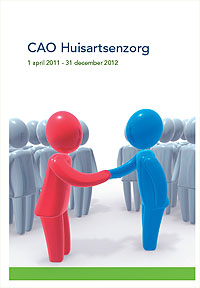 CAO Huisartsenzorg
1 april 2011 - 31 december 2012